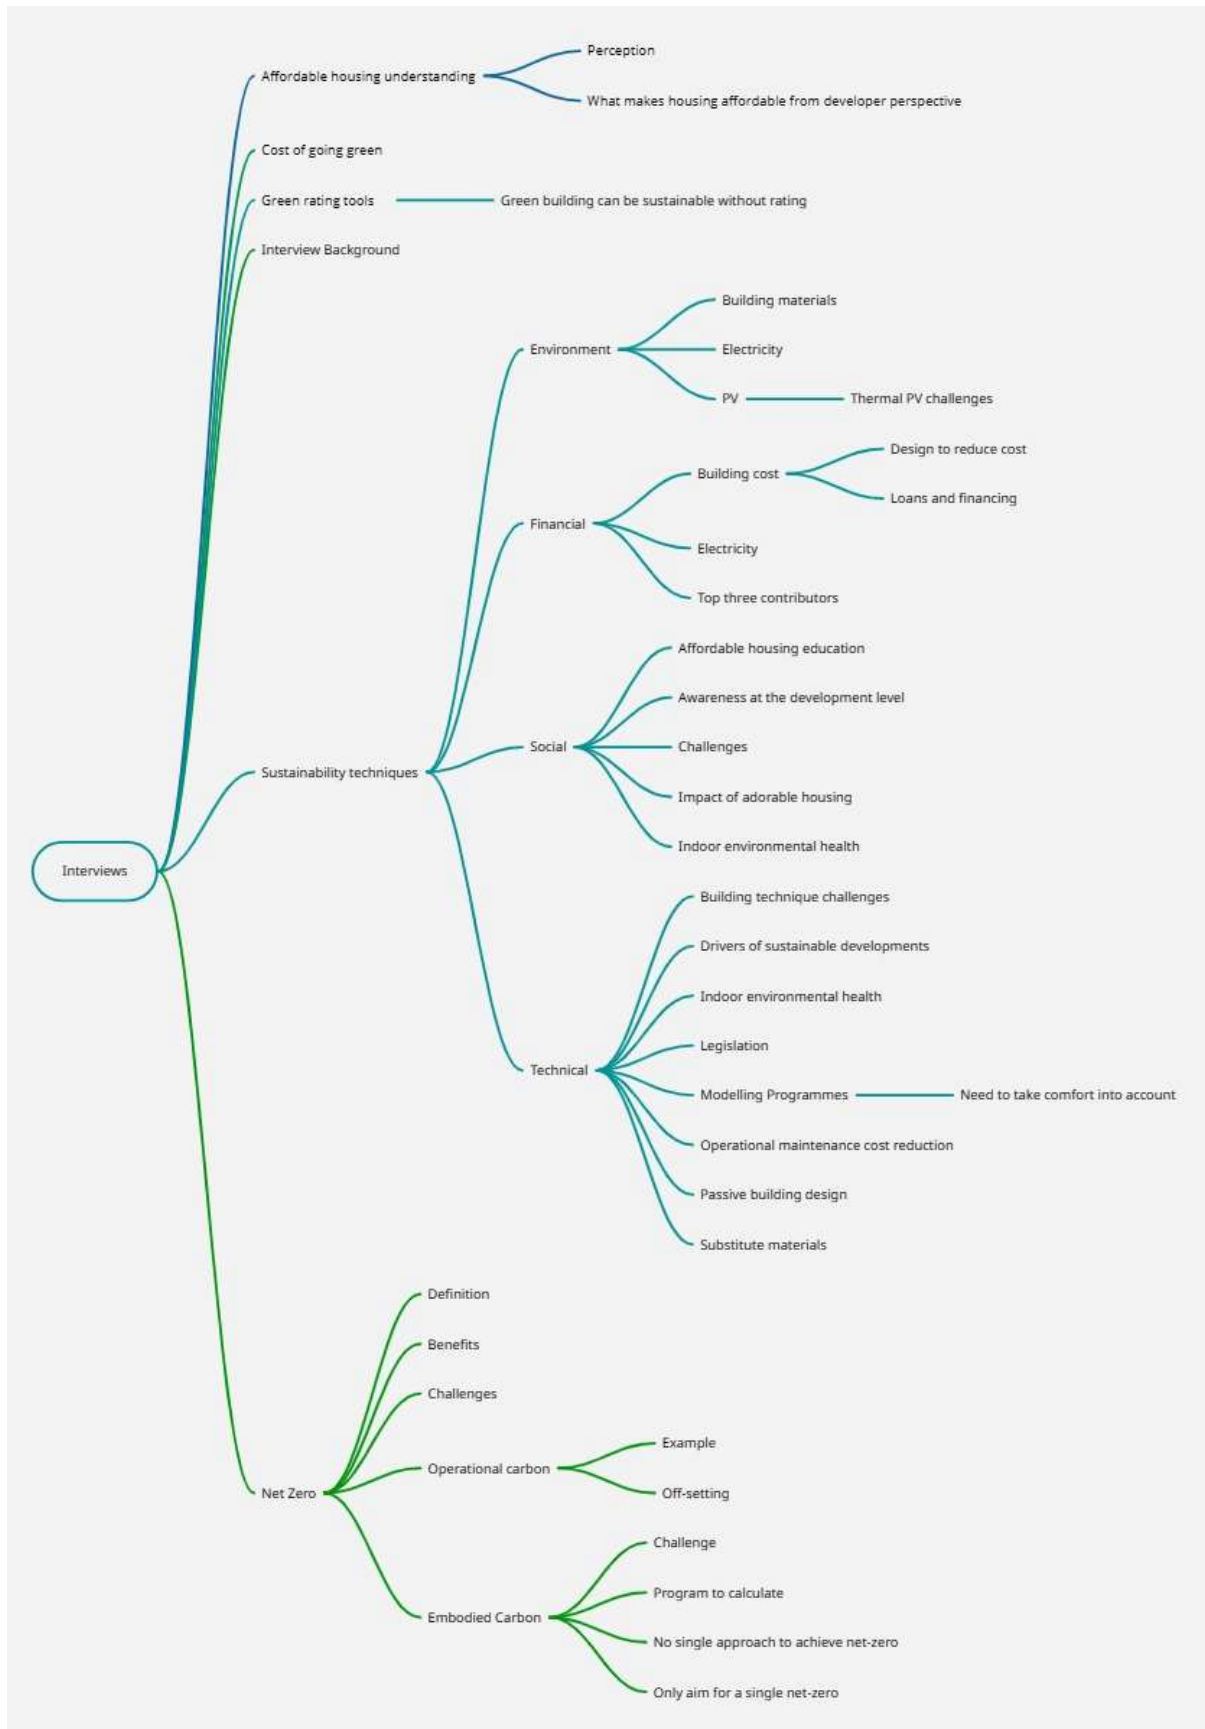 Perception
Affordable housing understanding
What makes housing affordable from developer perspective
Cost of going green
Green rating tools
Green building can be sustainable without rating
Interview Background
Building materials
Environment
Electricity
PV
Thermal PV challenges
Design to reduce cost
Building cost
Loans and financing
Financial
Electricity
Top three contributors
Affordable housing education
Awareness at the development level
Social
Challenges
Sustainability techniques
Impact of adorable housing
Indoor environmental health
Interviews
Building technique challenges
Drivers of sustainable developments
Indoor environmental health
Legislation
Technical
Modelling Programmes
Need to take comfort into account
Operational maintenance cost reduction
Passive building design
Substitute materials
Definition
Benefits
Challenges
Example
Operational carbon
Net Zero
Off-setting
Challenge
Program to calculate
Embodied Carbon
No single approach to achieve net-zero
Only aim for a single net-zero